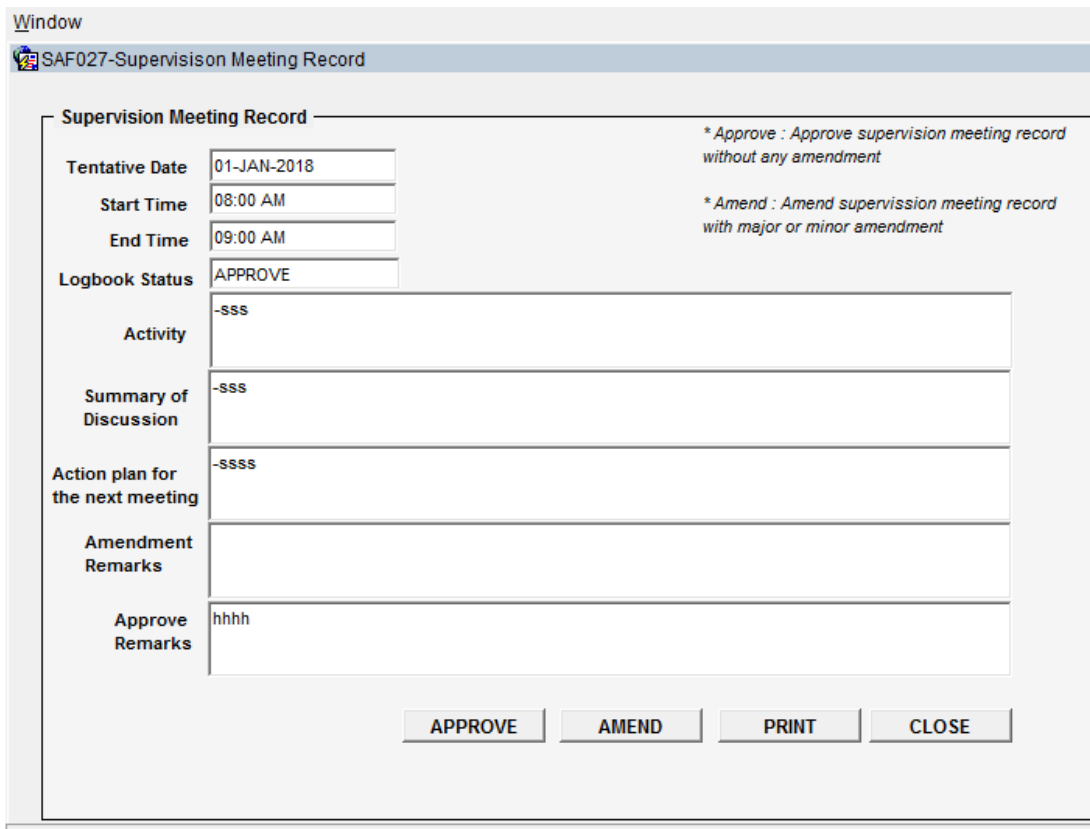 Window
SAF027-Supervisison Meeting Record
Supervision Meeting Record
* Approve : Approve supervision meeting record
without any amendment
* Amend : Amend supervission meeting record
with major or minor amendment
Tentative Date 01-JAN-2018
Start Time 08:00 AM
End Time 09:00 AM
Logbook Status APPROVE
Activity -sss
Summary of
Discussion -sss
Action plan for
the next meeting -ssss
Amendment
Remarks
Approve
Remarks hhhh
APPROVE AMEND PRINT CLOSE